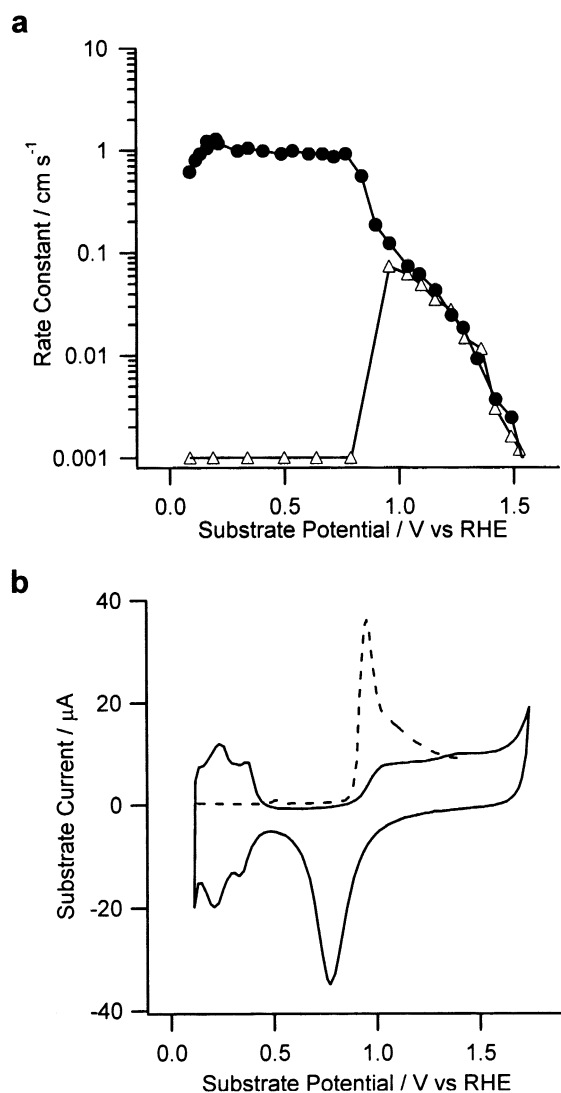 a
10
1
0.1
0.01
0.001
Rate Constant / cm s⁻¹
0.0 0.5 1.0 1.5
Substrate Potential / V vs RHE
b
40
20
0
-20
-40
Substrate Current / μA
0.0 0.5 1.0 1.5
Substrate Potential / V vs RHE